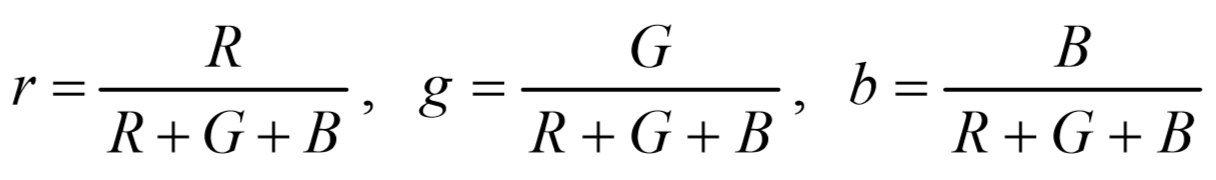 r = R / (R + G + B), g = G / (R + G + B), b = B / (R + G + B)